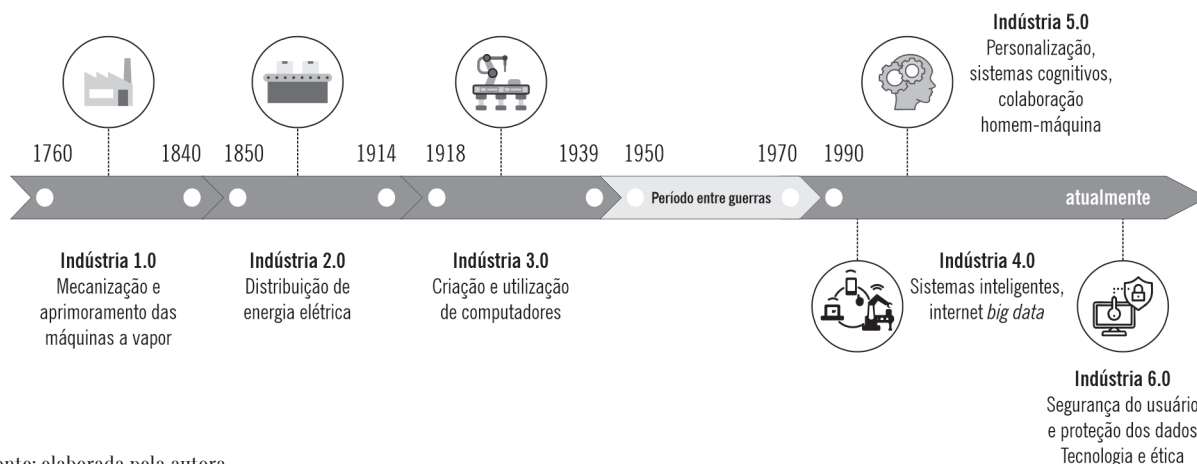 Indústria 5.0
Personalização,
sistemas cognitivos,
colaboração
homem-máquina
1760 1840 1850 1914 1918 1939 1950 1970 1990
Período entre guerras
atualmente
Indústria 1.0
Mecanização e
aprimoramento das
máquinas a vapor
Indústria 2.0
Distribuição de
energia elétrica
Indústria 3.0
Criação e utilização
de computadores
Indústria 4.0
Sistemas inteligentes,
internet big data
Indústria 6.0
Segurança do usuário
e proteção dos dados
Tecnologia e ética
elaborada pela autora